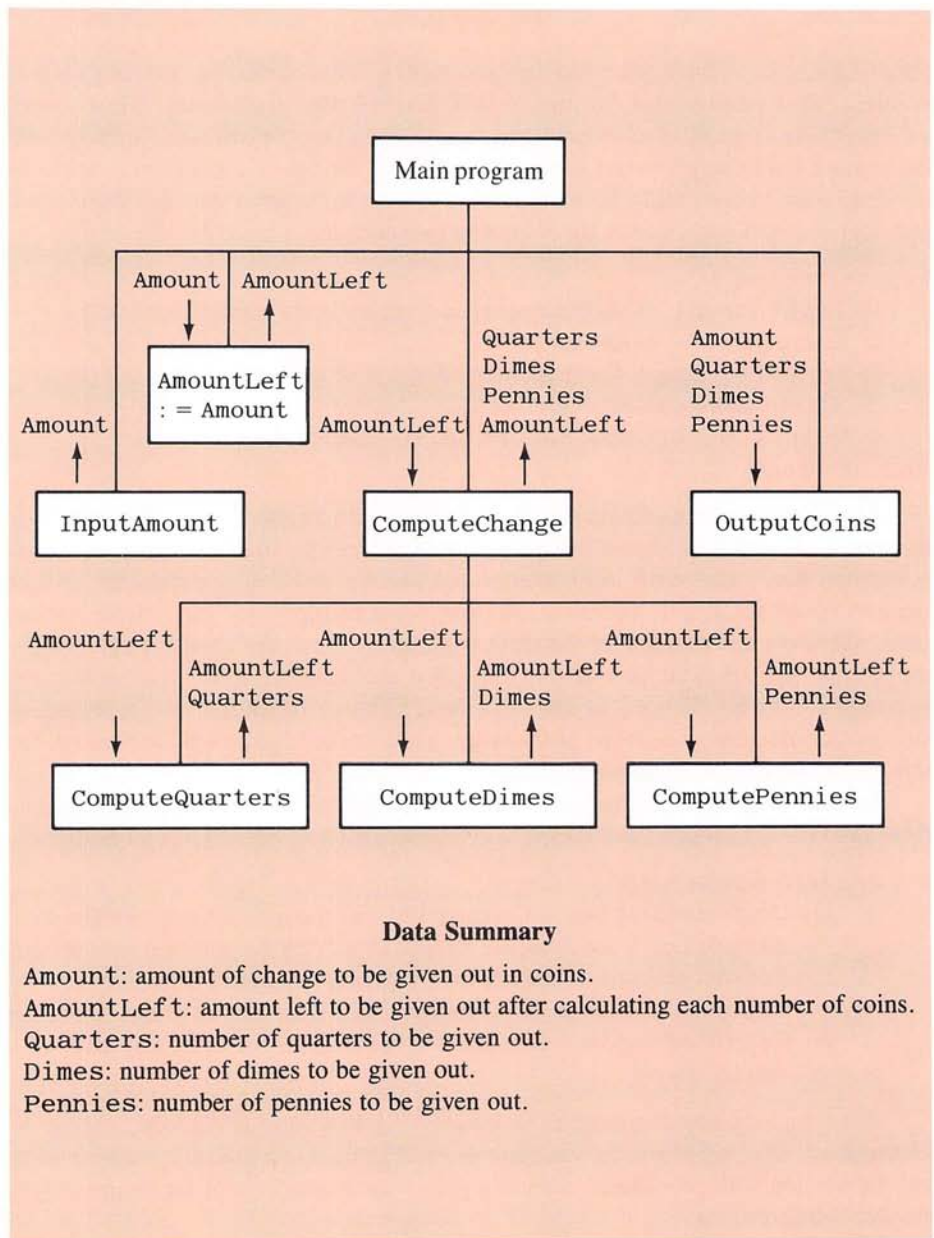 Main program
Amount
AmountLeft
AmountLeft
: = Amount
Quarters
Dimes
Pennies
AmountLeft
Amount
Quarters
Dimes
Pennies
Amount
AmountLeft
InputAmount
ComputeChange
OutputCoins
AmountLeft
AmountLeft
Quarters
AmountLeft
AmountLeft
Dimes
AmountLeft
AmountLeft
Pennies
ComputeQuarters
ComputeDimes
ComputePennies
Data Summary
Amount: amount of change to be given out in coins.
AmountLeft: amount left to be given out after calculating each number of coins.
Quarters: number of quarters to be given out.
Dimes: number of dimes to be given out.
Pennies: number of pennies to be given out.